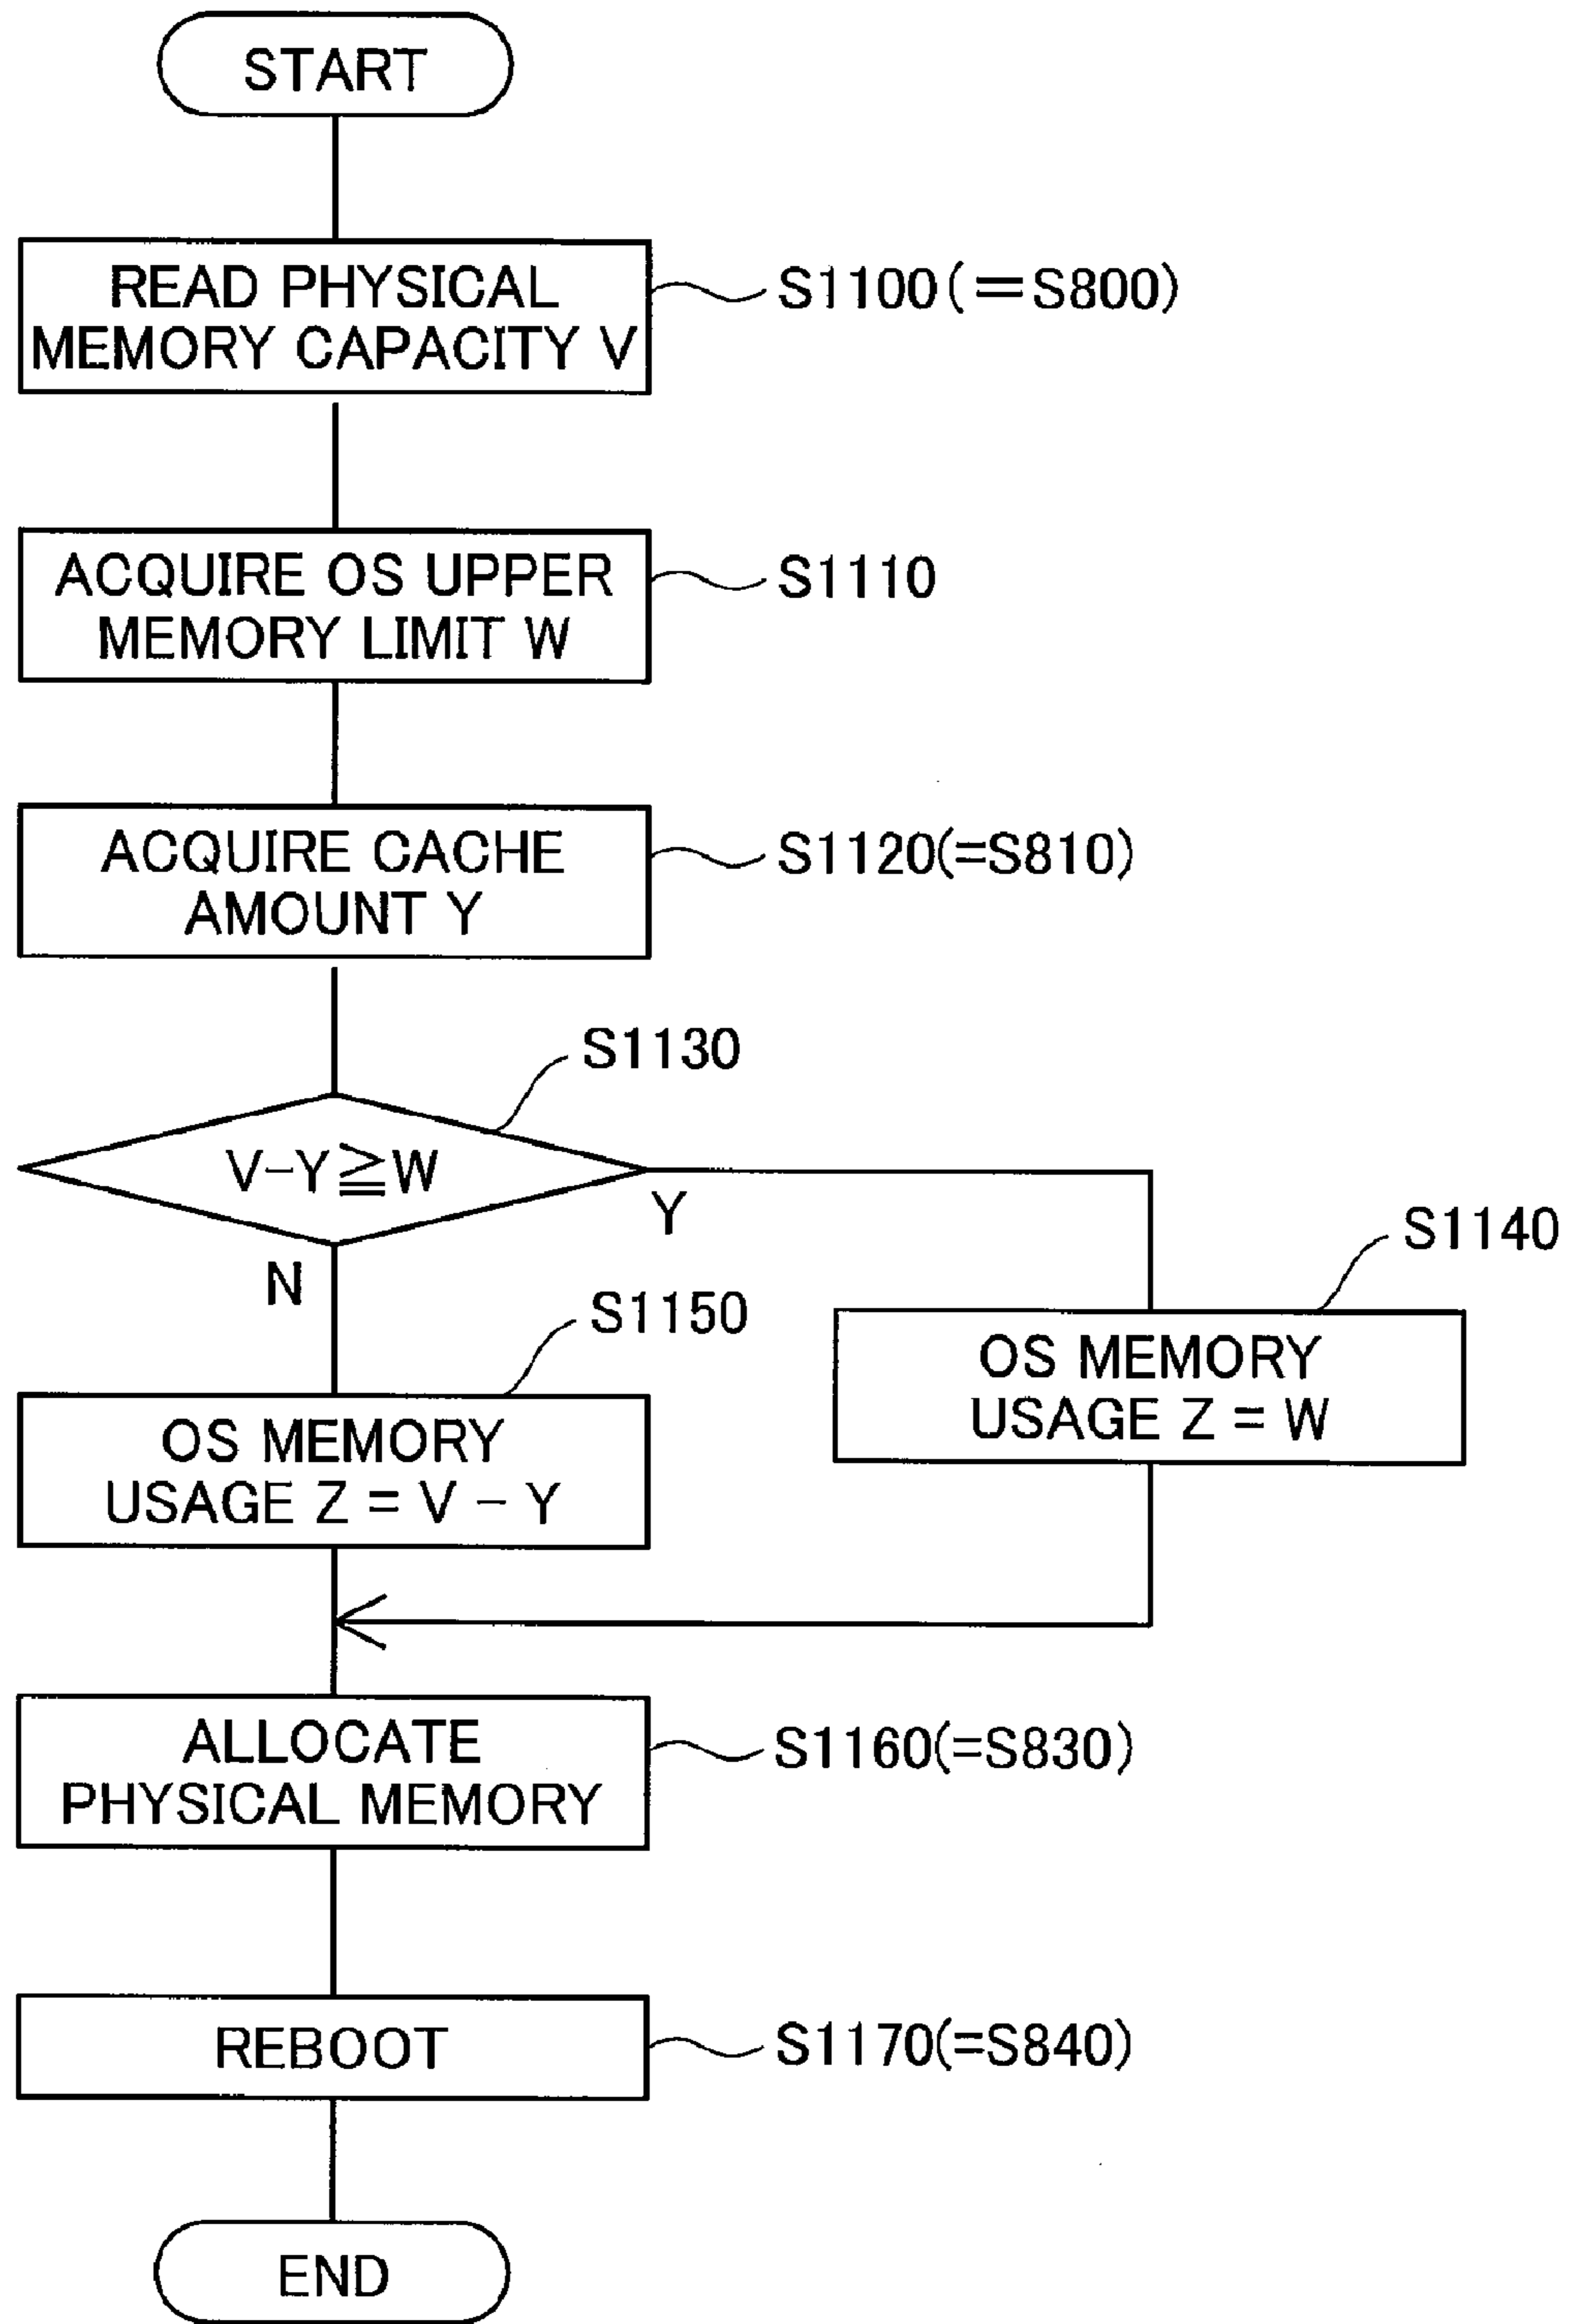 START
READ PHYSICAL
MEMORY CAPACITY V
S1100(=S800)
ACQUIRE OS UPPER
MEMORY LIMIT W
S1110
ACQUIRE CACHE
AMOUNT Y
S1120(=S810)
S1130
V-Y≧W
Y
N
S1140
OS MEMORY
USAGE Z = W
S1150
OS MEMORY
USAGE Z = V - Y
ALLOCATE
PHYSICAL MEMORY
S1160(=S830)
REBOOT
S1170(=S840)
END